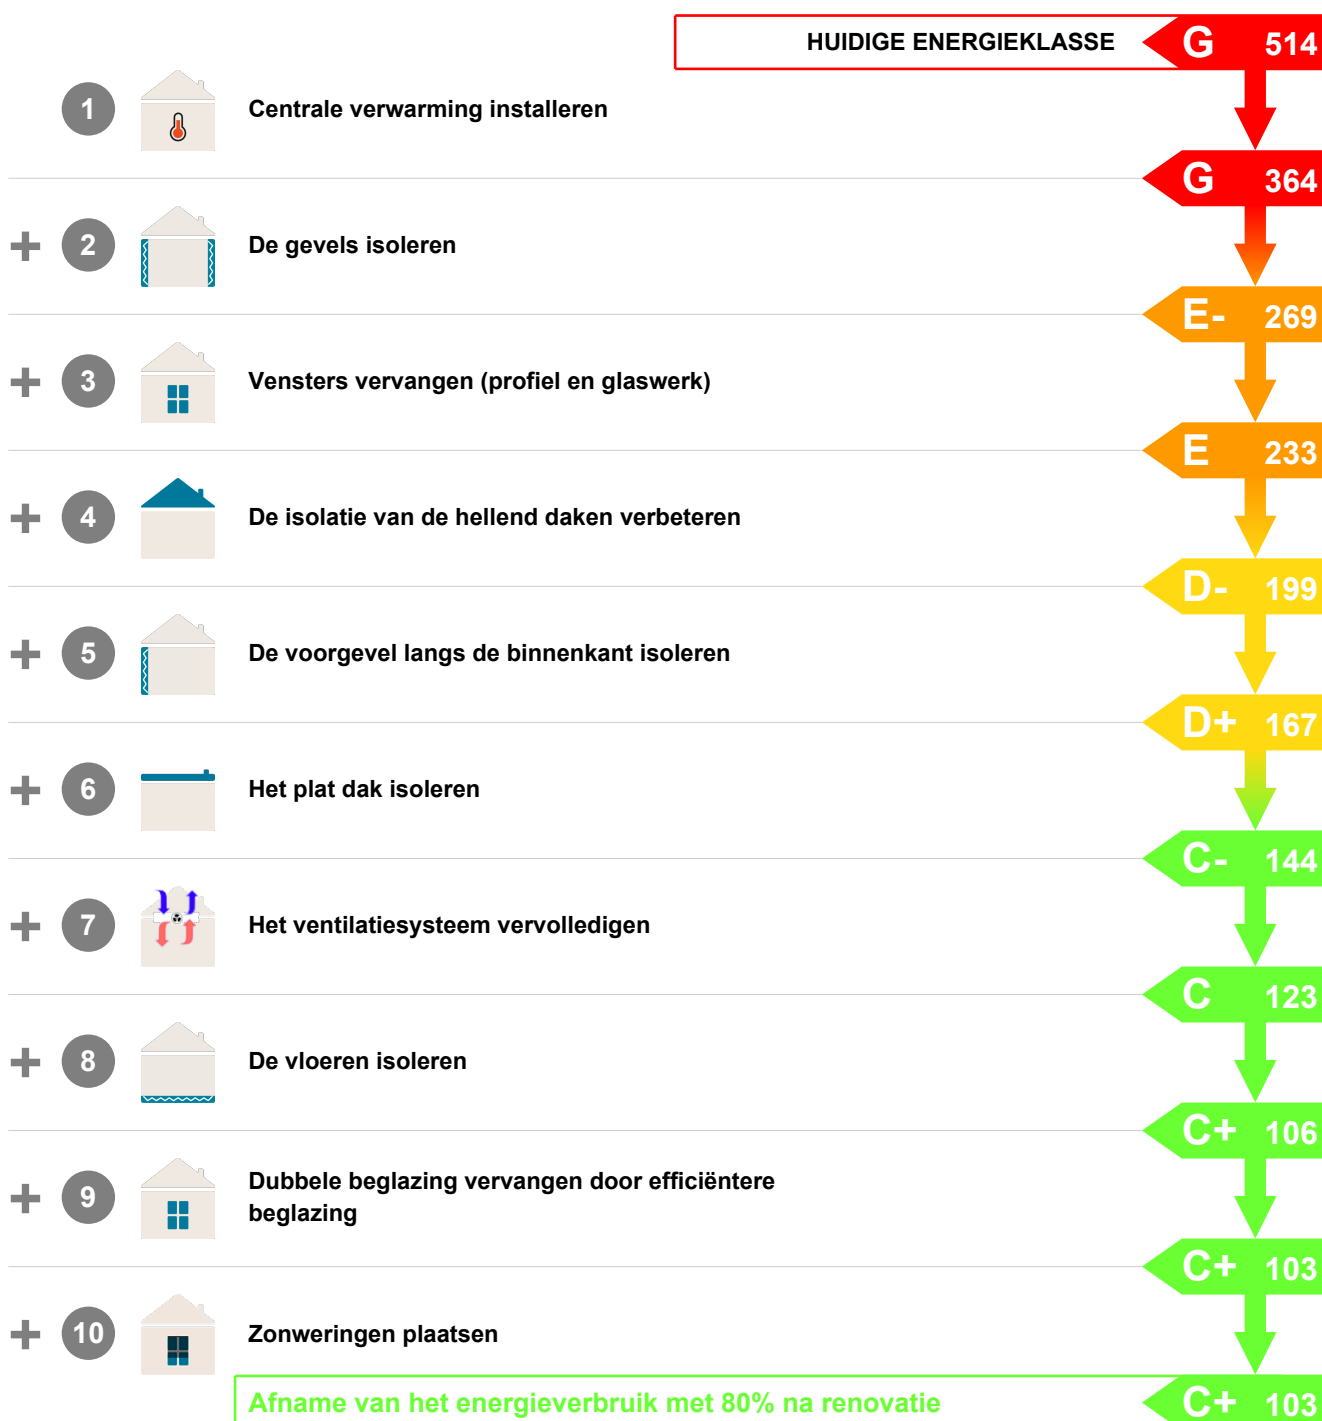 HUIDIGE ENERGIEKLASSE G 514
1 Centrale verwarming installeren
G 364
+ 2 De gevels isoleren
E- 269
+ 3 Vensters vervangen (profiel en glaswerk)
E 233
+ 4 De isolatie van de hellend daken verbeteren
D- 199
+ 5 De voorgevel langs de binnenkant isoleren
D+ 167
+ 6 Het plat dak isoleren
C- 144
+ 7 Het ventilatiesysteem vervolledigen
C 123
+ 8 De vloeren isoleren
C+ 106
+ 9 Dubbele beglazing vervangen door efficiëntere
beglazing
C+ 103
+ 10 Zonweringen plaatsen
Afname van het energieverbruik met 80% na renovatie C+ 103